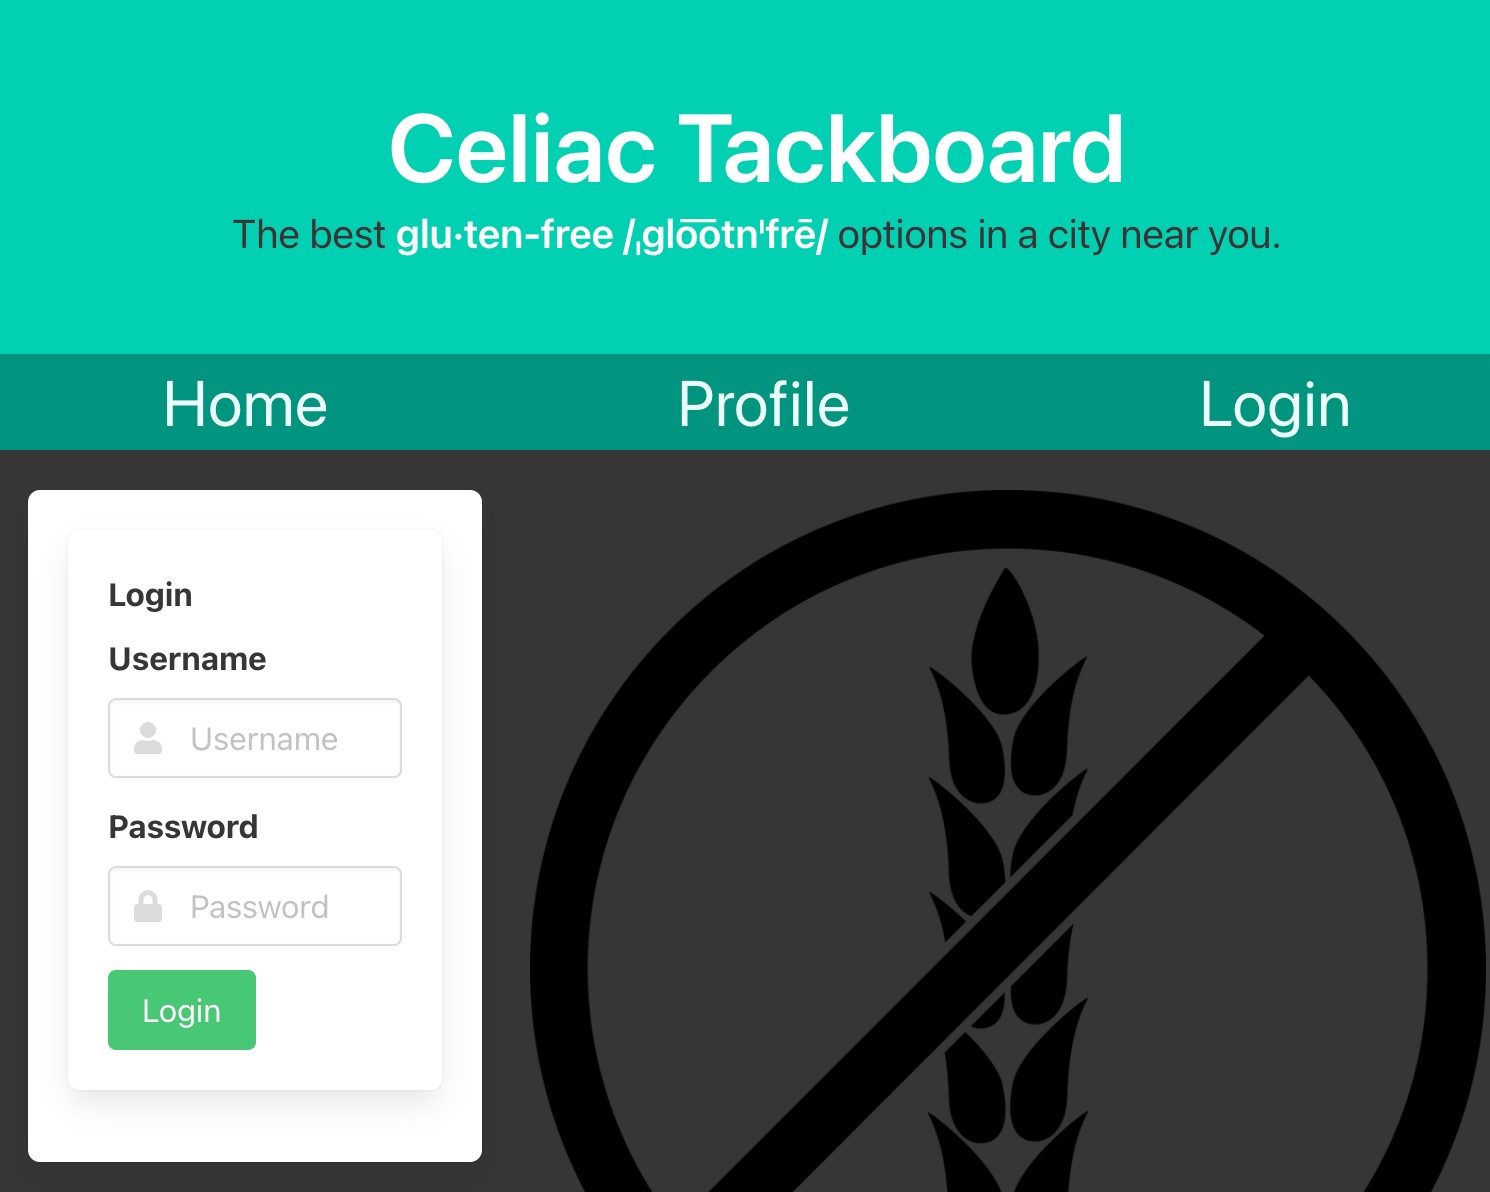 Celiac Tackboard
The best glu·ten-free /ˌglo͞otnˈfrē/ options in a city near you.
Home Profile Login
Login
Username
Username
Password
Password
Login